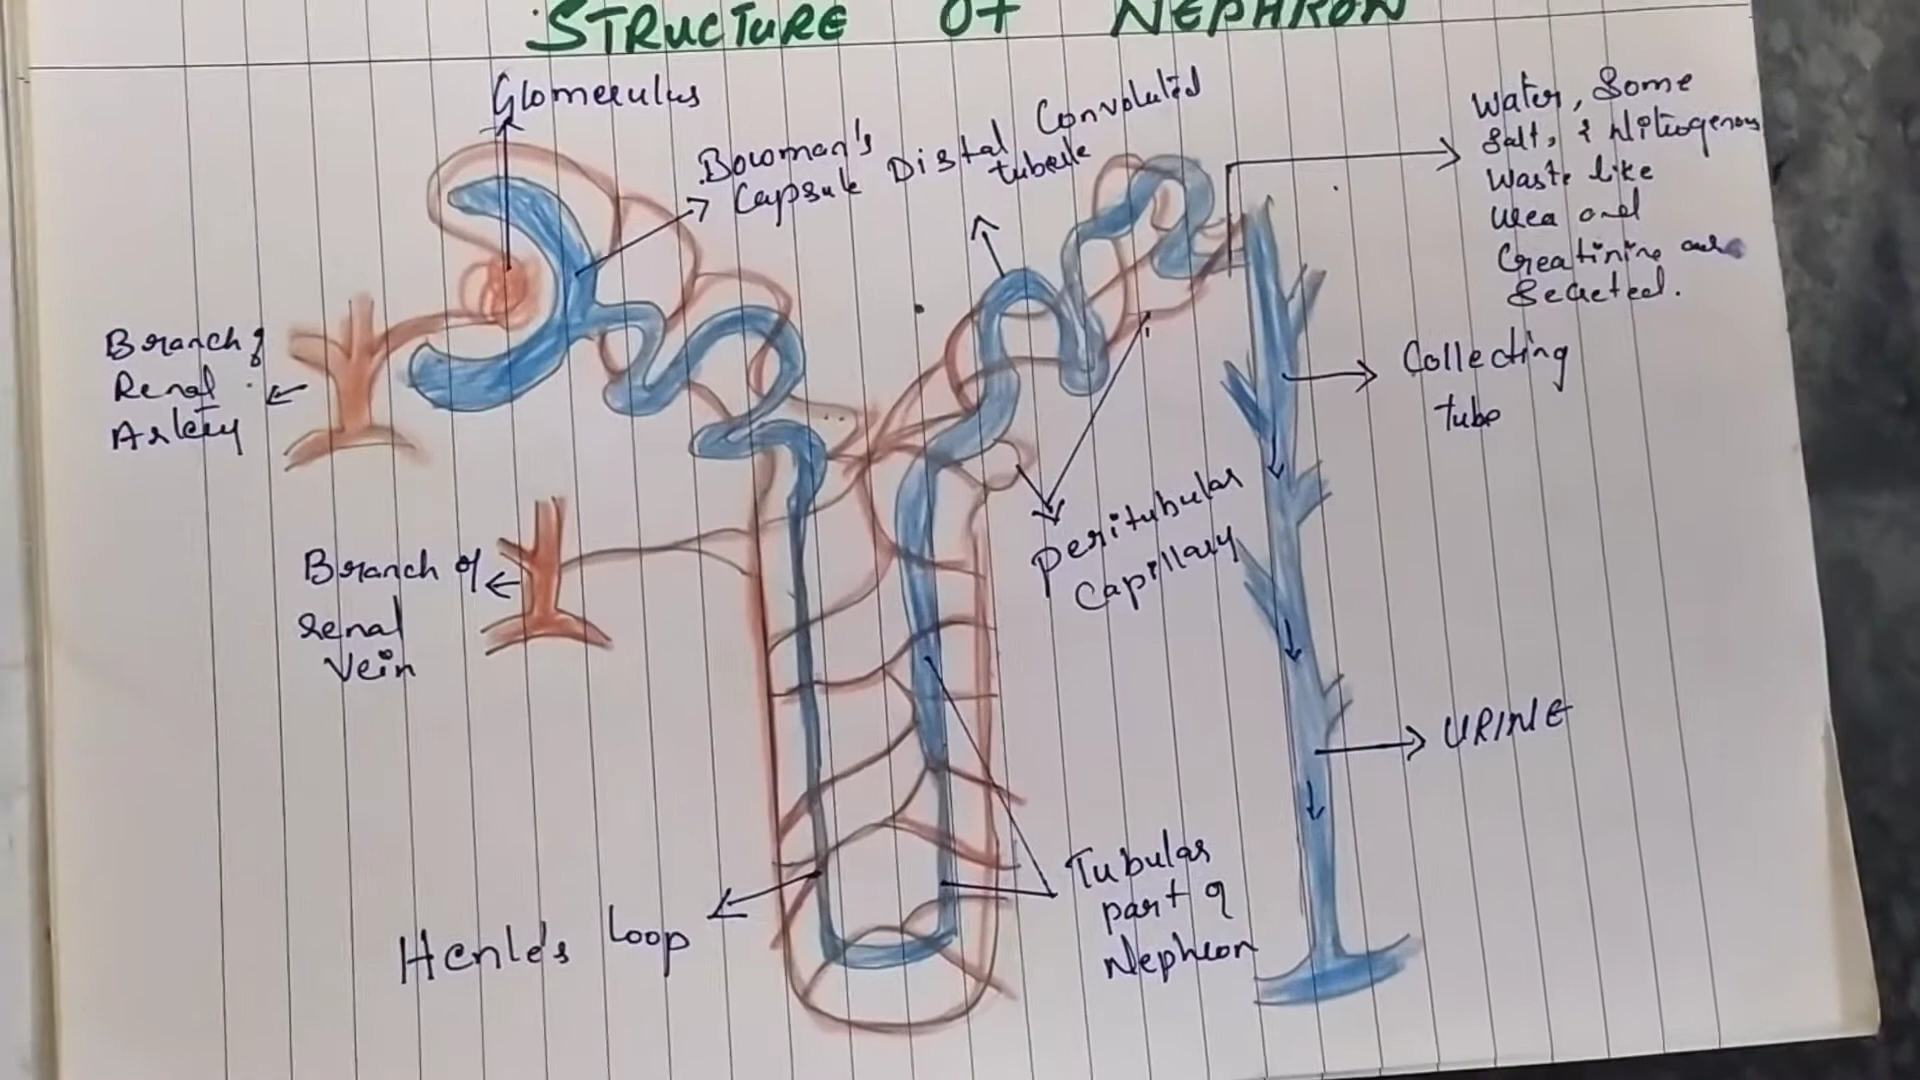 STRUCTURE Of NEPHRON
Glomerulus
Bowman's
Capsule
Distal Convoluted
tubule
Water, Some
Salt, & Nitrogenous
Waste like
Urea and
Creatinine are
Secreted.
Branch of
Renal
Artery
Collecting
tube
Peritubular
Capillary
Branch of
renal
Vein
URINE
Tubular
part of
Nephron
Henle's Loop